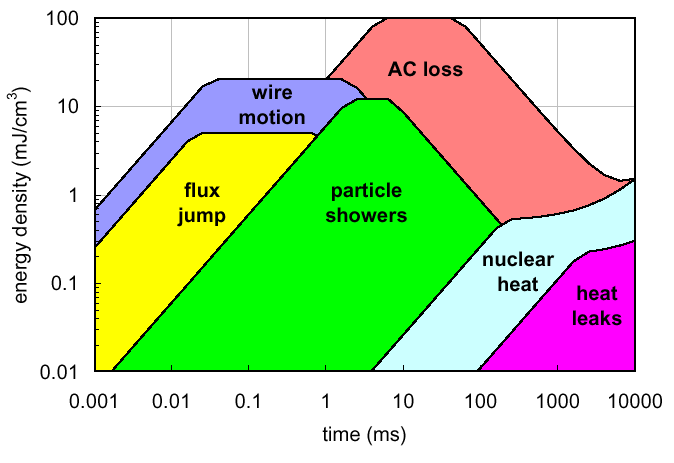 100
10
1
0.1
0.01
energy density (mJ/cm³)
AC loss
wire
motion
flux
jump
particle
showers
nuclear
heat
heat
leaks
0.001 0.01 0.1 1 10 100 1000 10000
time (ms)